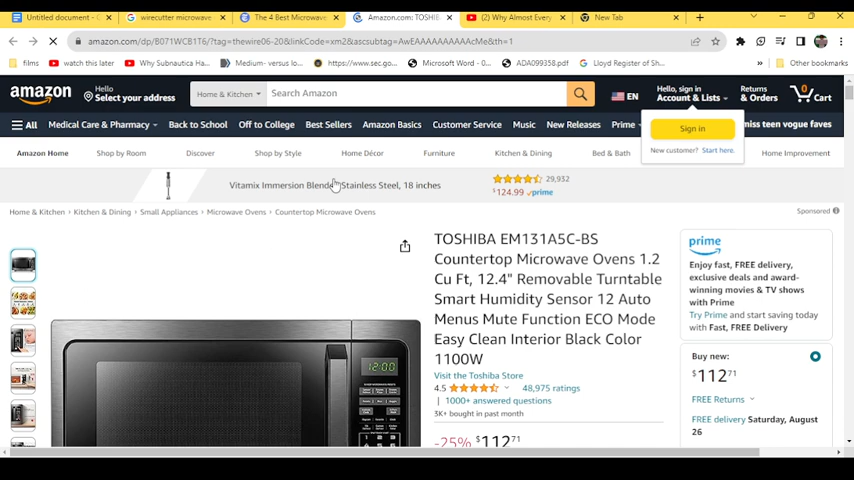 Untitled document - G
wirecutter microwave
The 4 Best Microwave
Amazon.com: TOSHIB
(2) Why Almost Every
New Tab
amazon.com/dp/B071WCB1T6/?tag=thewire06-20&linkCode=xm2&ascsubtag=AwEAAAAAAAAAcMe&th=1
films
watch this later
Why Subnautica Ha...
Medium- versus lo...
https://www.sec.go...
Microsoft Word - 0...
ADA099358.pdf
Lloyd Register of Sh...
»
Other bookmarks
amazon
Hello
Select your address
Home & Kitchen
Search Amazon
EN
Hello, sign in
Account & Lists
Returns
& Orders
0
Cart
All
Medical Care & Pharmacy
Back to School
Off to College
Best Sellers
Amazon Basics
Customer Service
Music
New Releases
Prime
miss teen vogue faves
Sign in
New customer? Start here.
Amazon Home
Shop by Room
Discover
Shop by Style
Home Décor
Furniture
Kitchen & Dining
Bed & Bath
Home Improvement
Vitamix Immersion Blender, Stainless Steel, 18 inches
29,932
$124.99 prime
Sponsored
Home & Kitchen › Kitchen & Dining › Small Appliances › Microwave Ovens › Countertop Microwave Ovens
TOSHIBA EM131A5C-BS
Countertop Microwave Ovens 1.2
Cu Ft, 12.4" Removable Turntable
Smart Humidity Sensor 12 Auto
Menus Mute Function ECO Mode
Easy Clean Interior Black Color
1100W
Visit the Toshiba Store
4.5
48,975 ratings
| 1000+ answered questions
3K+ bought in past month
-25% $112.71
12:00
prime
Enjoy fast, FREE delivery,
exclusive deals and award-
winning movies & TV shows
with Prime
Try Prime and start saving today
with Fast, FREE Delivery
Buy new:
$112.71
FREE Returns
FREE delivery Saturday, August
26